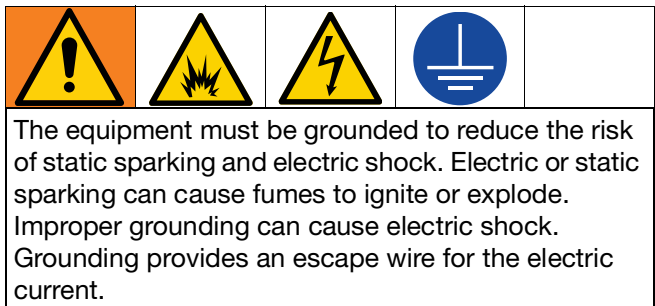 The equipment must be grounded to reduce the risk
of static sparking and electric shock. Electric or static
sparking can cause fumes to ignite or explode.
Improper grounding can cause electric shock.
Grounding provides an escape wire for the electric
current.